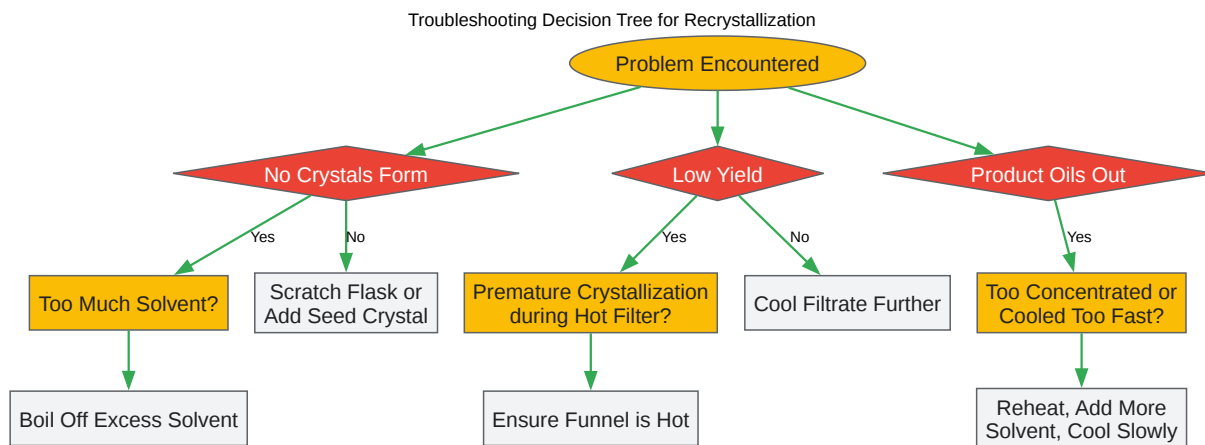 Troubleshooting Decision Tree for Recrystallization
Problem Encountered
No Crystals Form
Low Yield
Product Oils Out
Yes
No
Yes
No
Yes
Too Much Solvent?
Scratch Flask or
Add Seed Crystal
Premature Crystallization
during Hot Filter?
Cool Filtrate Further
Too Concentrated or
Cooled Too Fast?
Boil Off Excess Solvent
Ensure Funnel is Hot
Reheat, Add More
Solvent, Cool Slowly